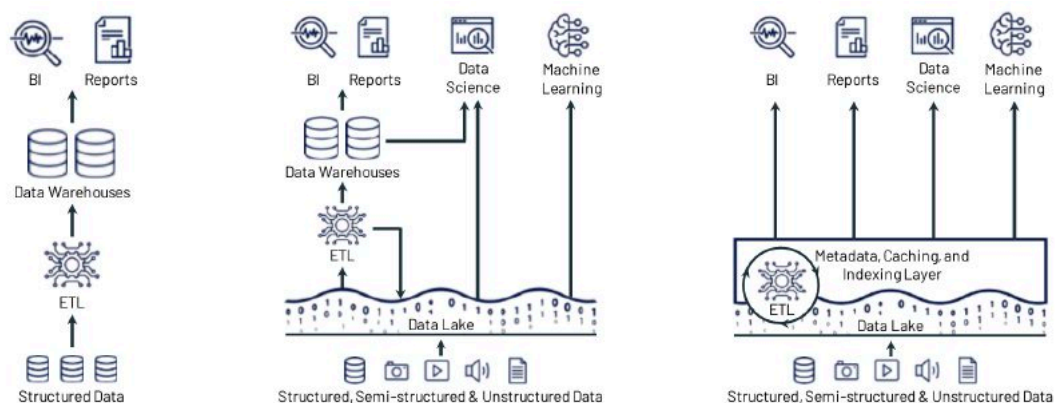 BI
Reports
Data Warehouses
ETL
Structured Data
BI
Reports
Data
Science
Machine
Learning
Data Warehouses
ETL
Data Lake
Structured, Semi-structured & Unstructured Data
BI
Reports
Data
Science
Machine
Learning
Metadata, Caching, and
Indexing Layer
ETL
Data Lake
Structured, Semi-structured & Unstructured Data